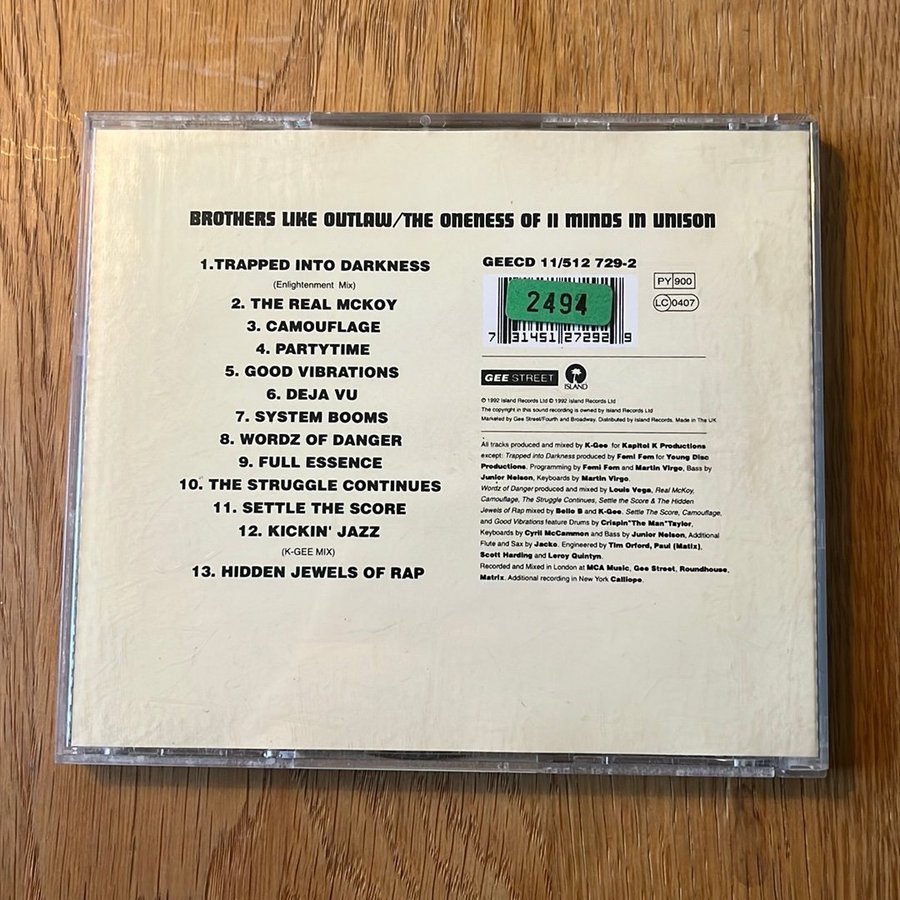 BROTHERS LIKE OUTLAW/THE ONENESS OF II MINDS IN UNISON
1.TRAPPED INTO DARKNESS
(Enlightenment Mix)
2. THE REAL MCKOY
3. CAMOUFLAGE
4. PARTYTIME
5. GOOD VIBRATIONS
6. DEJA VU
7. SYSTEM BOOMS
8. WORDZ OF DANGER
9. FULL ESSENCE
10. THE STRUGGLE CONTINUES
11. SETTLE THE SCORE
12. KICKIN' JAZZ
(K-GEE MIX)
13. HIDDEN JEWELS OF RAP
GEECD 11/512 729-2
2494
7 31451 27292 9
PY 900
LC 0407
GEE STREET
ISLAND
℗ 1992 Island Records Ltd © 1992 Island Records Ltd
The copyright in this sound recording is owned by Island Records Ltd
Marketed by Gee Street/Fourth and Broadway. Distributed by Island Records. Made in The UK
All tracks produced and mixed by K-Gee for Kapitol K Productions
except: Trapped into Darkness produced by Femi Fem for Young Disc
Productions. Programming by Femi Fem and Martin Virgo, Bass by
Junior Nelson, Keyboards by Martin Virgo.
Wordz of Danger produced and mixed by Louis Vega, Real McKoy,
Camouflage, The Struggle Continues, Settle the Score & The Hidden
Jewels of Rap mixed by Bello B and K-Gee. Settle The Score, Camouflage,
and Good Vibrations feature Drums by Crispin"The Man"Taylor,
Keyboards by Cyril McCammon and Bass by Junior Nelson, Additional
Flute and Sax by Jacko. Engineered by Tim Orford, Paul (Matix),
Scott Harding and Leroy Quintyn.
Recorded and Mixed in London at MCA Music, Gee Street, Roundhouse,
Matrix. Additional recording in New York Calliope.